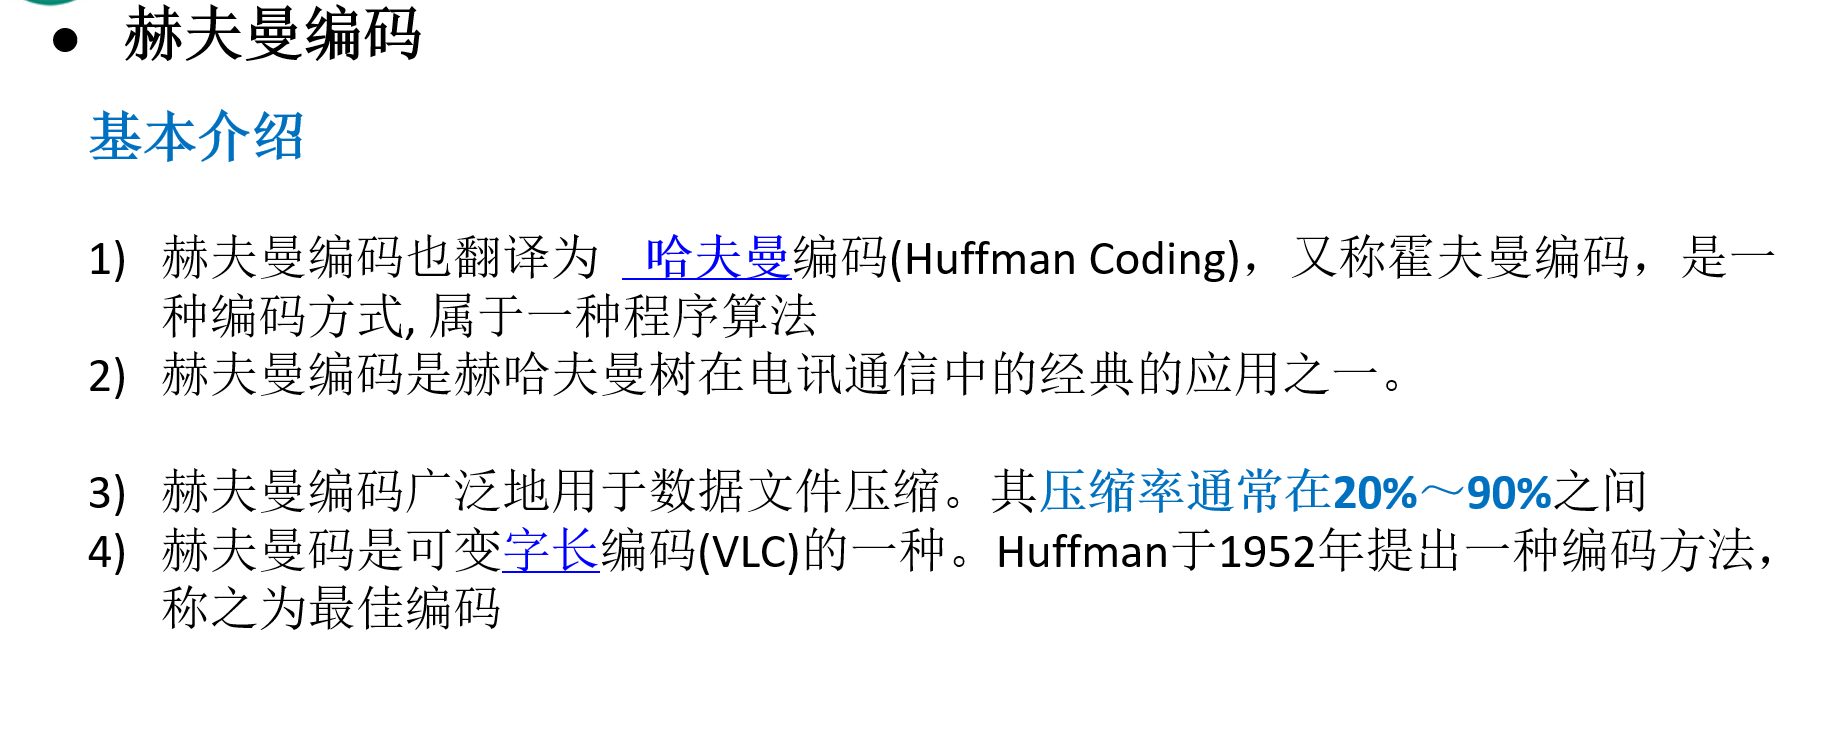 ● 赫夫曼编码
基本介绍
1) 赫夫曼编码也翻译为 哈夫曼编码(Huffman Coding)，又称霍夫曼编码，是一
种编码方式, 属于一种程序算法
2) 赫夫曼编码是赫哈夫曼树在电讯通信中的经典的应用之一。
3) 赫夫曼编码广泛地用于数据文件压缩。其压缩率通常在20%～90%之间
4) 赫夫曼码是可变字长编码(VLC)的一种。Huffman于1952年提出一种编码方法，
称之为最佳编码